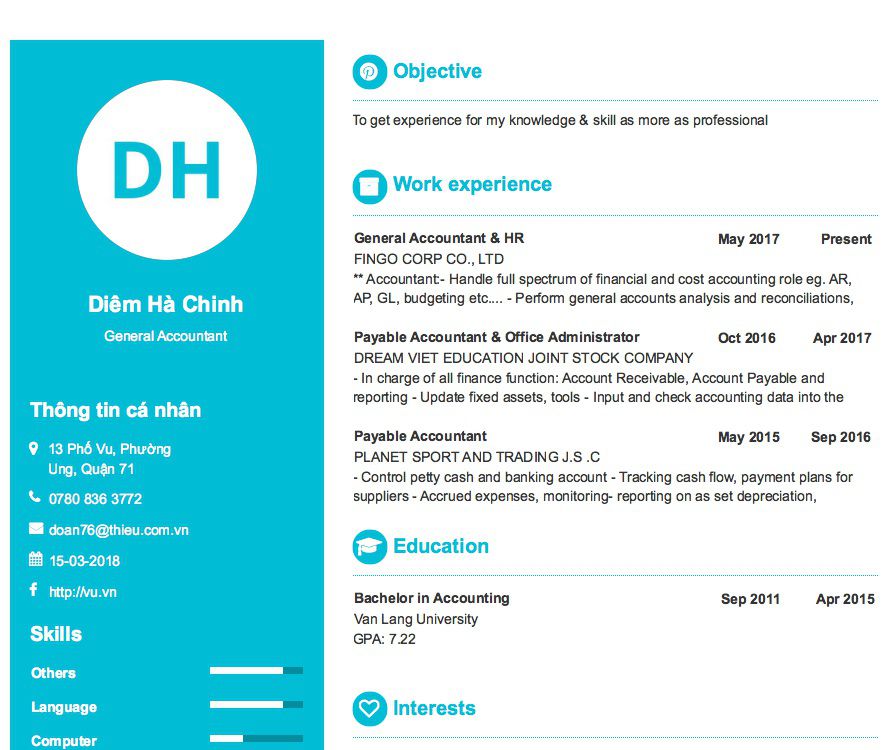 DH
Diêm Hà Chinh
General Accountant
Thông tin cá nhân
13 Phố Vu, Phường
Ung, Quận 71
0780 836 3772
doan76@thieu.com.vn
15-03-2018
http://vu.vn
Skills
Others
Language
Computer
Objective
To get experience for my knowledge & skill as more as professional
Work experience
General Accountant & HR May 2017 Present
FINGO CORP CO., LTD
** Accountant:- Handle full spectrum of financial and cost accounting role eg. AR,
AP, GL, budgeting etc.... - Perform general accounts analysis and reconciliations,
Payable Accountant & Office Administrator Oct 2016 Apr 2017
DREAM VIET EDUCATION JOINT STOCK COMPANY
- In charge of all finance function: Account Receivable, Account Payable and
reporting - Update fixed assets, tools - Input and check accounting data into the
Payable Accountant May 2015 Sep 2016
PLANET SPORT AND TRADING J.S .C
- Control petty cash and banking account - Tracking cash flow, payment plans for
suppliers - Accrued expenses, monitoring- reporting on as set depreciation,
Education
Bachelor in Accounting Sep 2011 Apr 2015
Van Lang University
GPA: 7.22
Interests